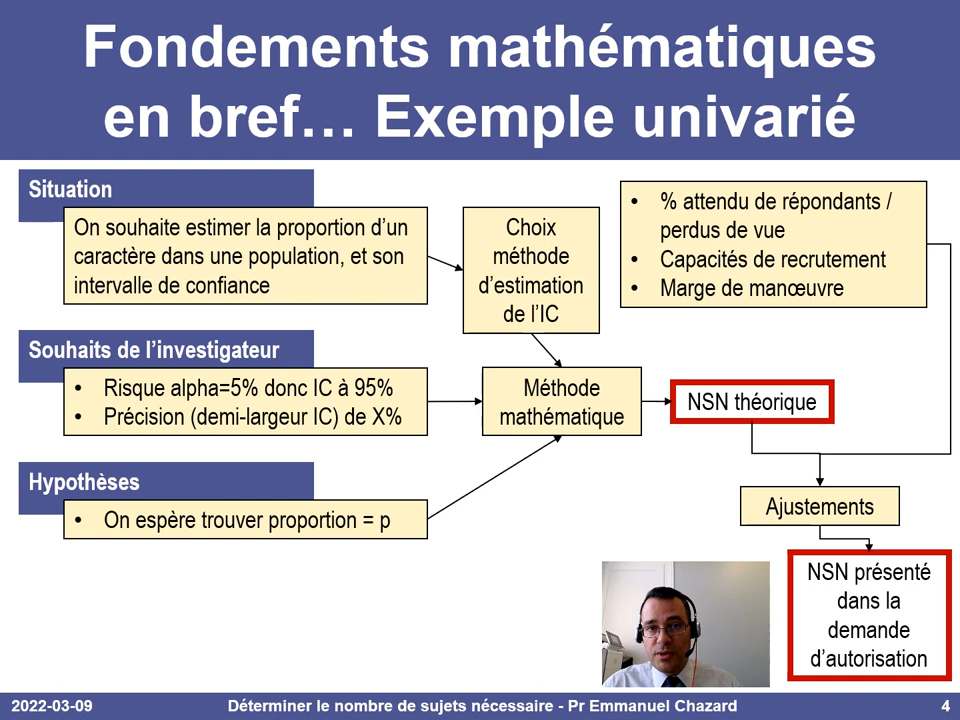 Fondements mathématiques
en bref… Exemple univarié
Situation
On souhaite estimer la proportion d’un
caractère dans une population, et son
intervalle de confiance
Choix
méthode
d’estimation
de l’IC
• % attendu de répondants /
perdus de vue
• Capacités de recrutement
• Marge de manœuvre
Souhaits de l’investigateur
• Risque alpha=5% donc IC à 95%
• Précision (demi-largeur IC) de X%
Méthode
mathématique
NSN théorique
Hypothèses
• On espère trouver proportion = p
Ajustements
NSN présenté
dans la
demande
d’autorisation
2022-03-09
Déterminer le nombre de sujets nécessaire - Pr Emmanuel Chazard
4